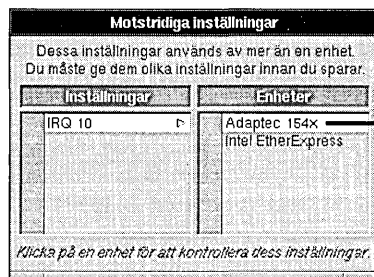 Motstridiga inställningar
Dessa inställningar används av mer än en enhet.
Du måste ge dem olika inställningar innan du sparar.
Inställningar
Enheter
IRQ 10
Adaptec 154X
Intel EtherExpress
Klicka på en enhet för att kontrollera dess inställningar.